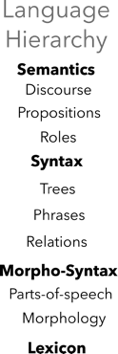 Language
Hierarchy
Semantics
Discourse
Propositions
Roles
Syntax
Trees
Phrases
Relations
Morpho-Syntax
Parts-of-speech
Morphology
Lexicon